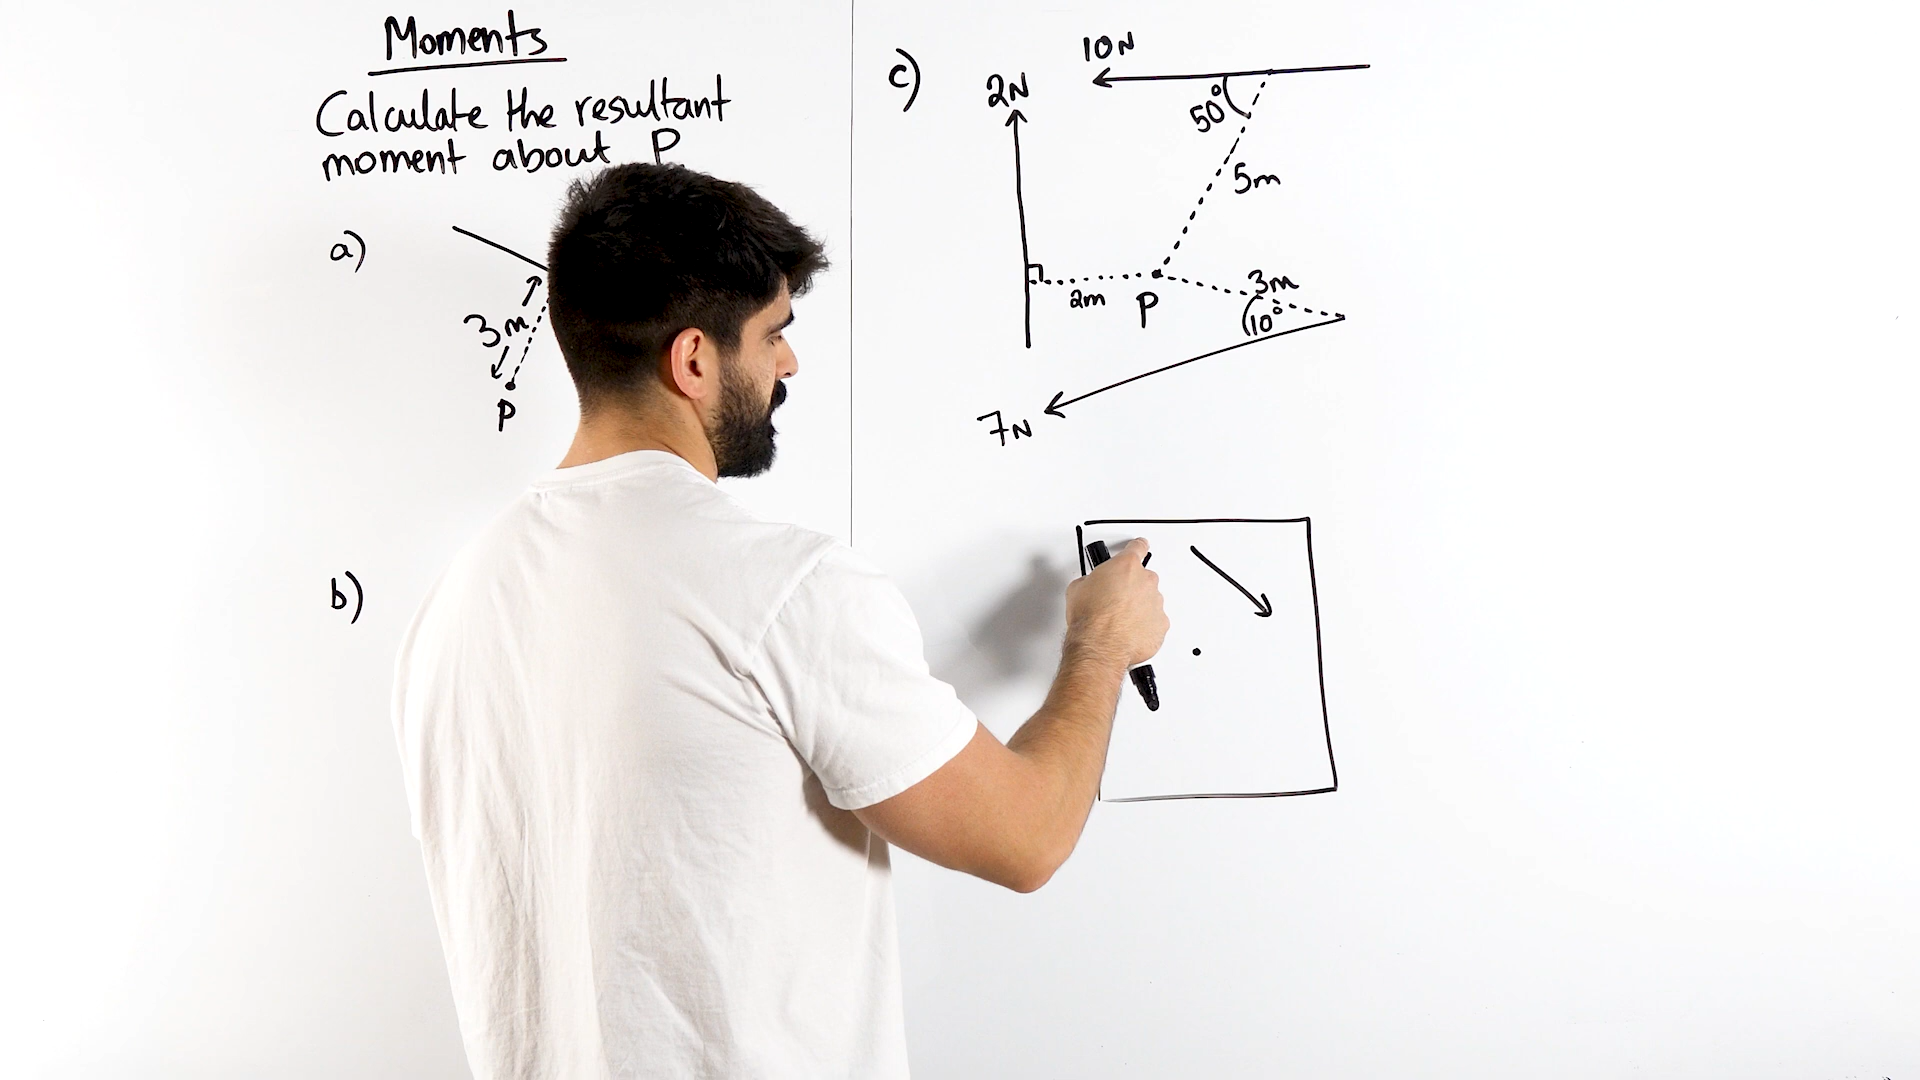 Moments
Calculate the resultant
moment about P
a)
3m
P
b)
c)
10N
2N
50°
5m
2m
P
3m
10°
7N